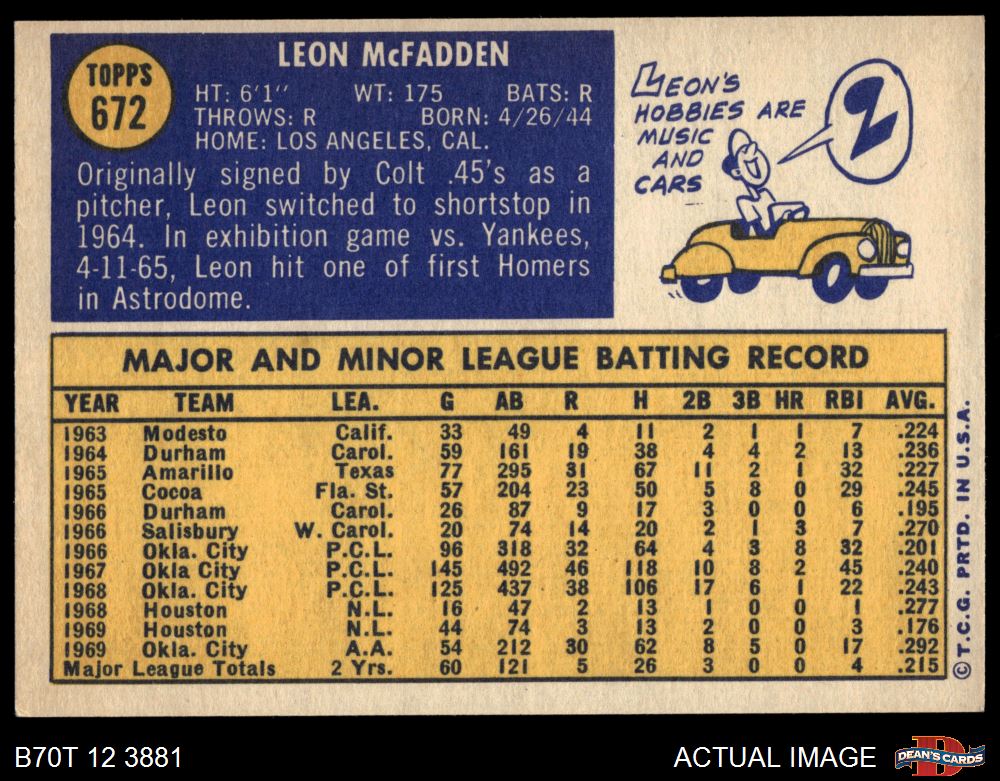 TOPPS
672
LEON McFADDEN
HT: 6'1" WT: 175 BATS: R
THROWS: R BORN: 4/26/44
HOME: LOS ANGELES, CAL.
Originally signed by Colt .45's as a
pitcher, Leon switched to shortstop in
1964. In exhibition game vs. Yankees,
4-11-65, Leon hit one of first Homers
in Astrodome.
LEON'S
HOBBIES ARE
MUSIC
AND
CARS
2
MAJOR AND MINOR LEAGUE BATTING RECORD
YEAR TEAM LEA. G AB R H 2B 3B HR RBI AVG.
1963 Modesto Calif. 33 49 4 11 2 1 1 7 .224
1964 Durham Carol. 59 161 19 38 4 4 2 13 .236
1965 Amarillo Texas 77 295 31 67 11 2 1 32 .227
1965 Cocoa Fla. St. 57 204 23 50 5 8 0 29 .245
1966 Durham Carol. 26 87 9 17 3 0 0 6 .195
1966 Salisbury W. Carol. 20 74 14 20 2 1 3 7 .270
1966 Okla. City P.C.L. 96 318 32 64 4 3 8 32 .201
1967 Okla City P.C.L. 145 492 46 118 10 8 2 45 .240
1968 Okla. City P.C.L. 125 437 38 106 17 6 1 22 .243
1968 Houston N.L. 16 47 2 13 1 0 0 1 .277
1969 Houston N.L. 44 74 3 13 2 0 0 3 .176
1969 Okla. City A.A. 54 212 30 62 8 5 0 17 .292
Major League Totals 2 Yrs. 60 121 5 26 3 0 0 4 .215
© T.C.G. PRTD. IN U.S.A.
B70T 12 3881
ACTUAL IMAGE
D
DEAN'S CARDS